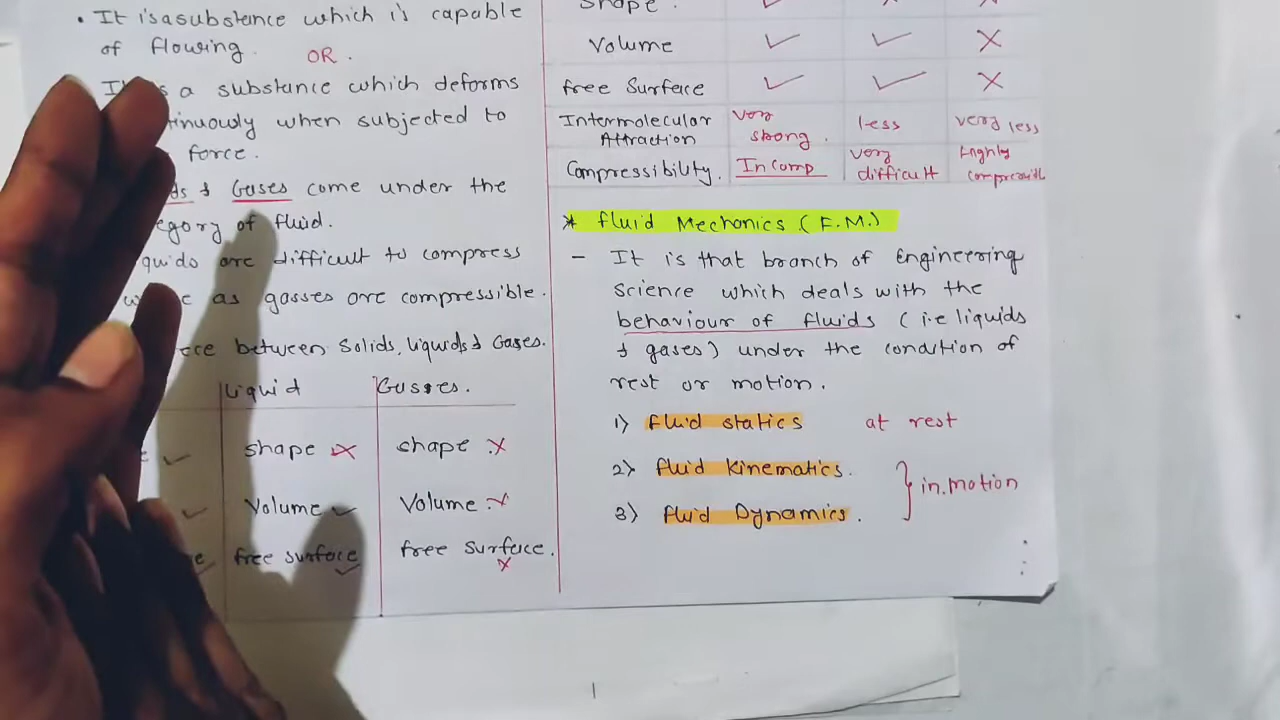 • It is a substance which is capable
of flowing. OR.
a substance which deforms
when subjected to
force.
& Gases come under the
of fluid.
are difficult to compress
as gasses are compressible.
between Solids, liquids & Gases.
liquid Gasses.
shape × shape ×
✓ Volume ✓ Volume ×
free surface ✓ free surface. ×
Shape. ✓
Volume ✓ ✓ ×
free Surface ✓ ✓ ×
Intermolecular Attraction very strong. less very less
Compressibility. Incomp very difficult Highly
* fluid Mechanics (F.M.)
- It is that branch of engineering
science which deals with the
behaviour of fluids (i.e liquids
& gases) under the condition of
rest or motion.
1) fluid statics at rest
2) fluid kinematics.
3) fluid Dynamics. } in.motion